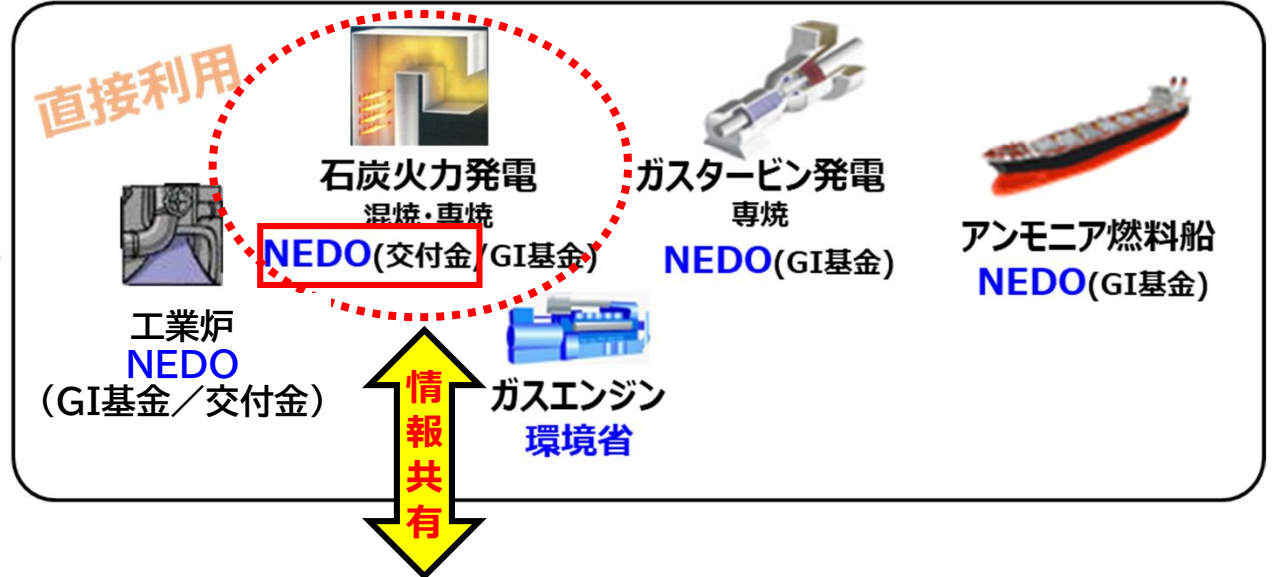 直接利用
石炭火力発電
混焼・専焼
NEDO(交付金/GI基金)
ガスタービン発電
専焼
NEDO(GI基金)
アンモニア燃料船
NEDO(GI基金)
工業炉
NEDO
（GI基金／交付金）
ガスエンジン
環境省
情報共有